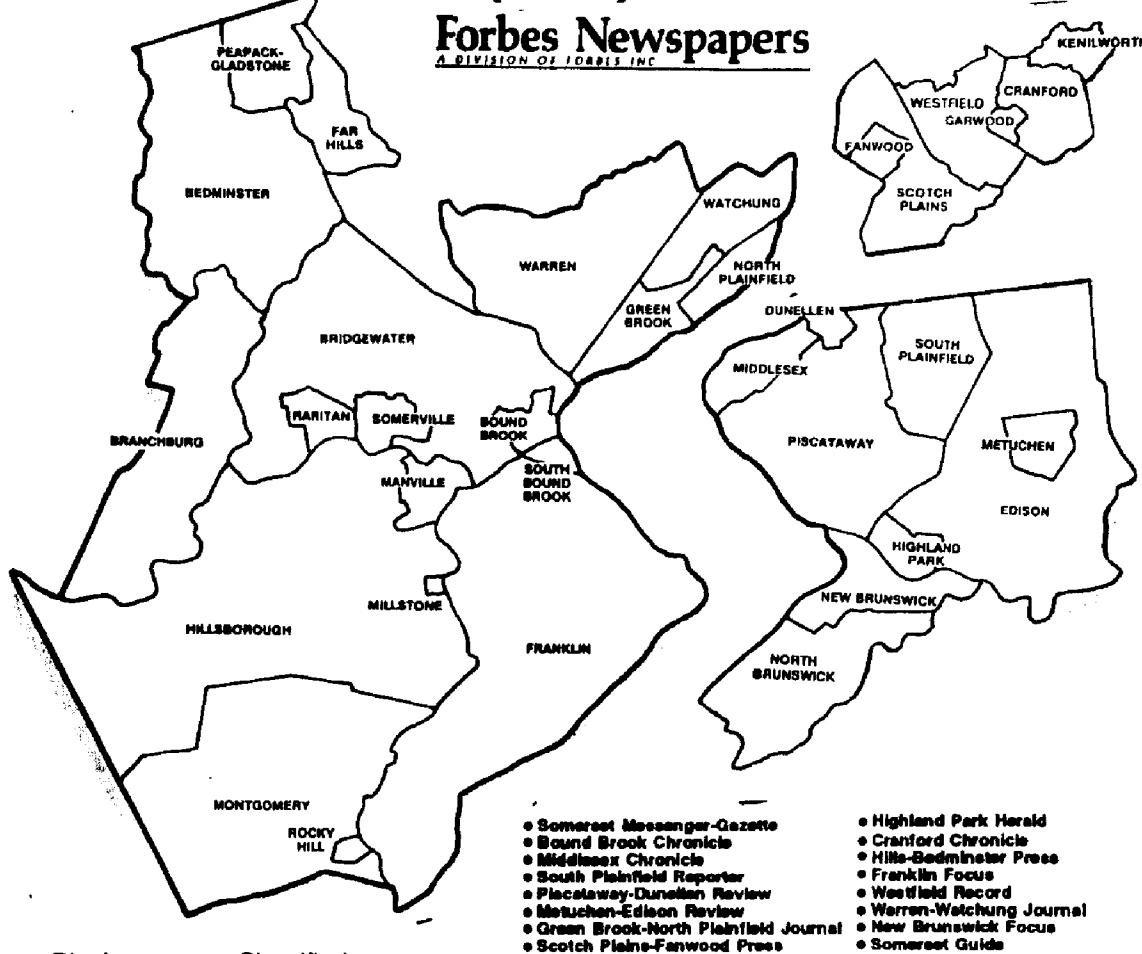 Forbes Newspapers
A DIVISION OF FORBES INC
KENILWORTH
PEAPACK-
GLADSTONE
WESTFIELD
CRANFORD
GARWOOD
FAR
HILLS
FANWOOD
BEDMINSTER
SCOTCH
PLAINS
WATCHUNG
WARREN
NORTH
PLAINFIELD
GREEN
BROOK
DUNELLEN
BRIDGEWATER
SOUTH
PLAINFIELD
MIDDLESEX
RARITAN
SOMERVILLE
BOUND
BROOK
BRANCHBURG
PISCATAWAY
METUCHEN
MANVILLE
SOUTH
BOUND
BROOK
EDISON
HIGHLAND
PARK
MILLSTONE
NEW BRUNSWICK
HILLSBOROUGH
FRANKLIN
NORTH
BRUNSWICK
MONTGOMERY
ROCKY
HILL
• Somerset Messenger-Gazette
• Bound Brook Chronicle
• Middlesex Chronicle
• South Plainfield Reporter
• Piscataway-Dunellen Review
• Metuchen-Edison Review
• Green Brook-North Plainfield Journal
• Scotch Plains-Fanwood Press
• Highland Park Herald
• Cranford Chronicle
• Hills-Bedminster Press
• Franklin Focus
• Westfield Record
• Warren-Watchung Journal
• New Brunswick Focus
• Somerset Guide